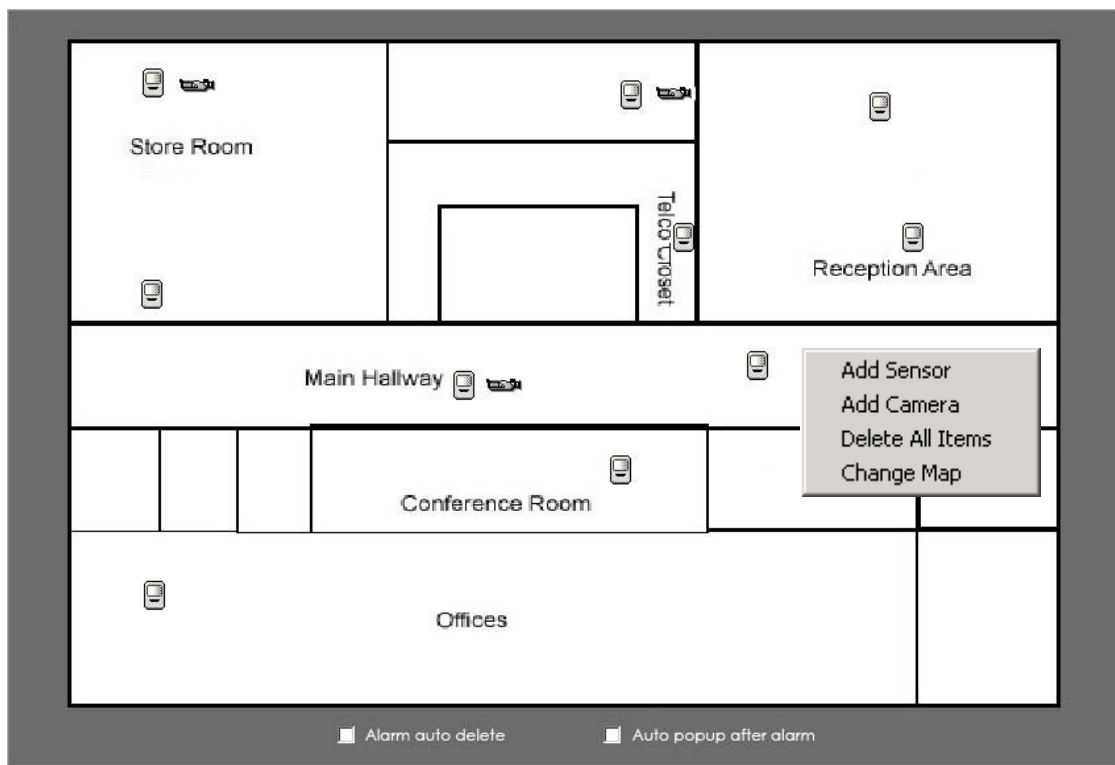 Store Room
Telco Closet
Reception Area
Main Hallway
Add Sensor
Add Camera
Delete All Items
Change Map
Conference Room
Offices
Alarm auto delete
Auto popup after alarm